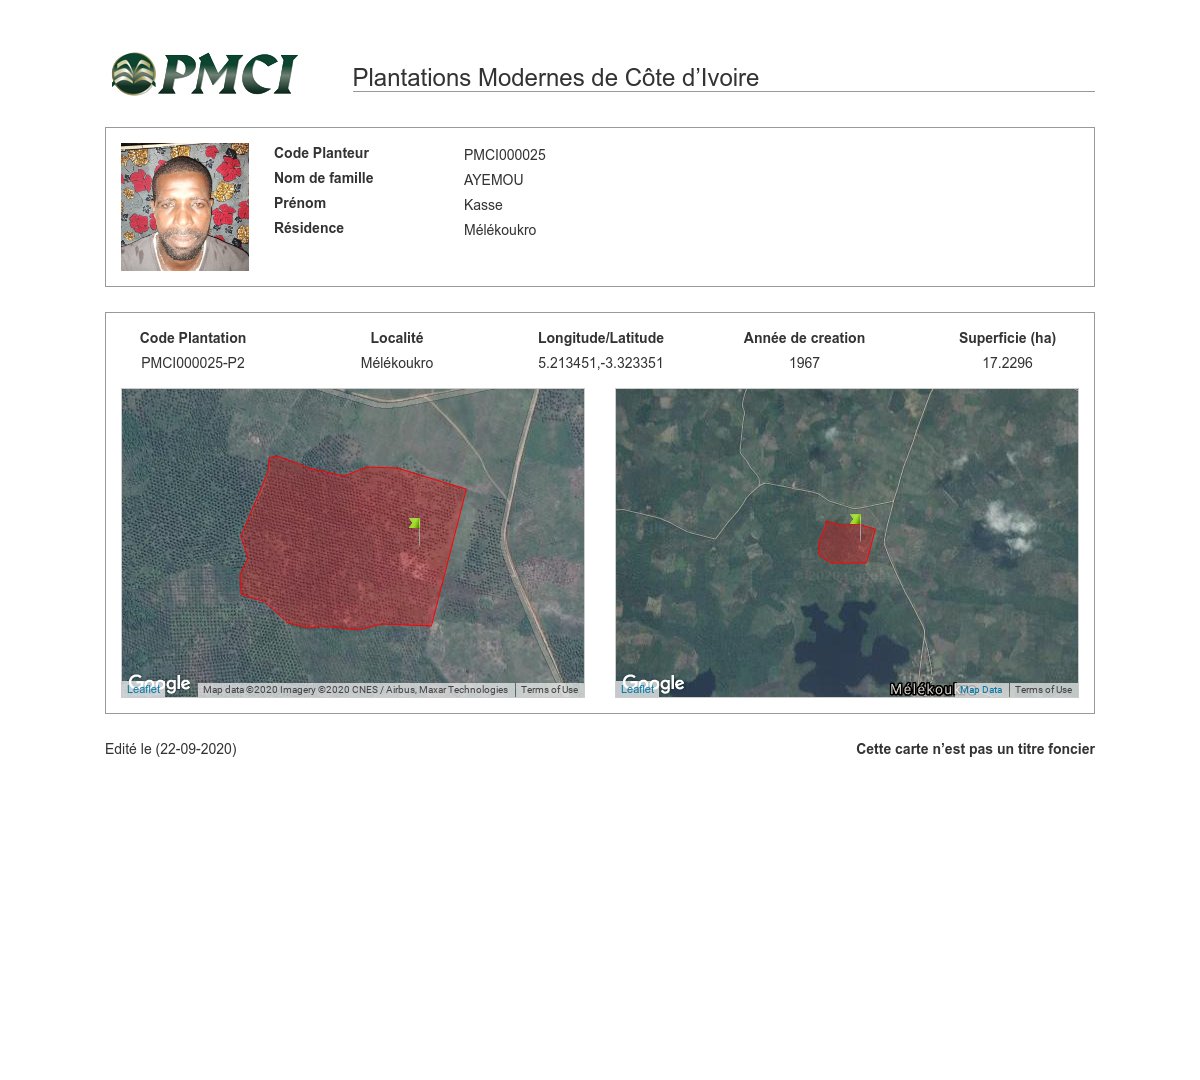 PMCI
Plantations Modernes de Côte d’Ivoire
Code Planteur PMCI000025
Nom de famille AYEMOU
Prénom Kasse
Résidence Mélékoukro
Code Plantation Localité Longitude/Latitude Année de creation Superficie (ha)
PMCI000025-P2 Mélékoukro 5.213451,-3.323351 1967 17.2296
Google
Leaflet Map data ©2020 Imagery ©2020 CNES / Airbus, Maxar Technologies Terms of Use
Google
Leaflet Map Data Terms of Use
Edité le (22-09-2020) Cette carte n’est pas un titre foncier